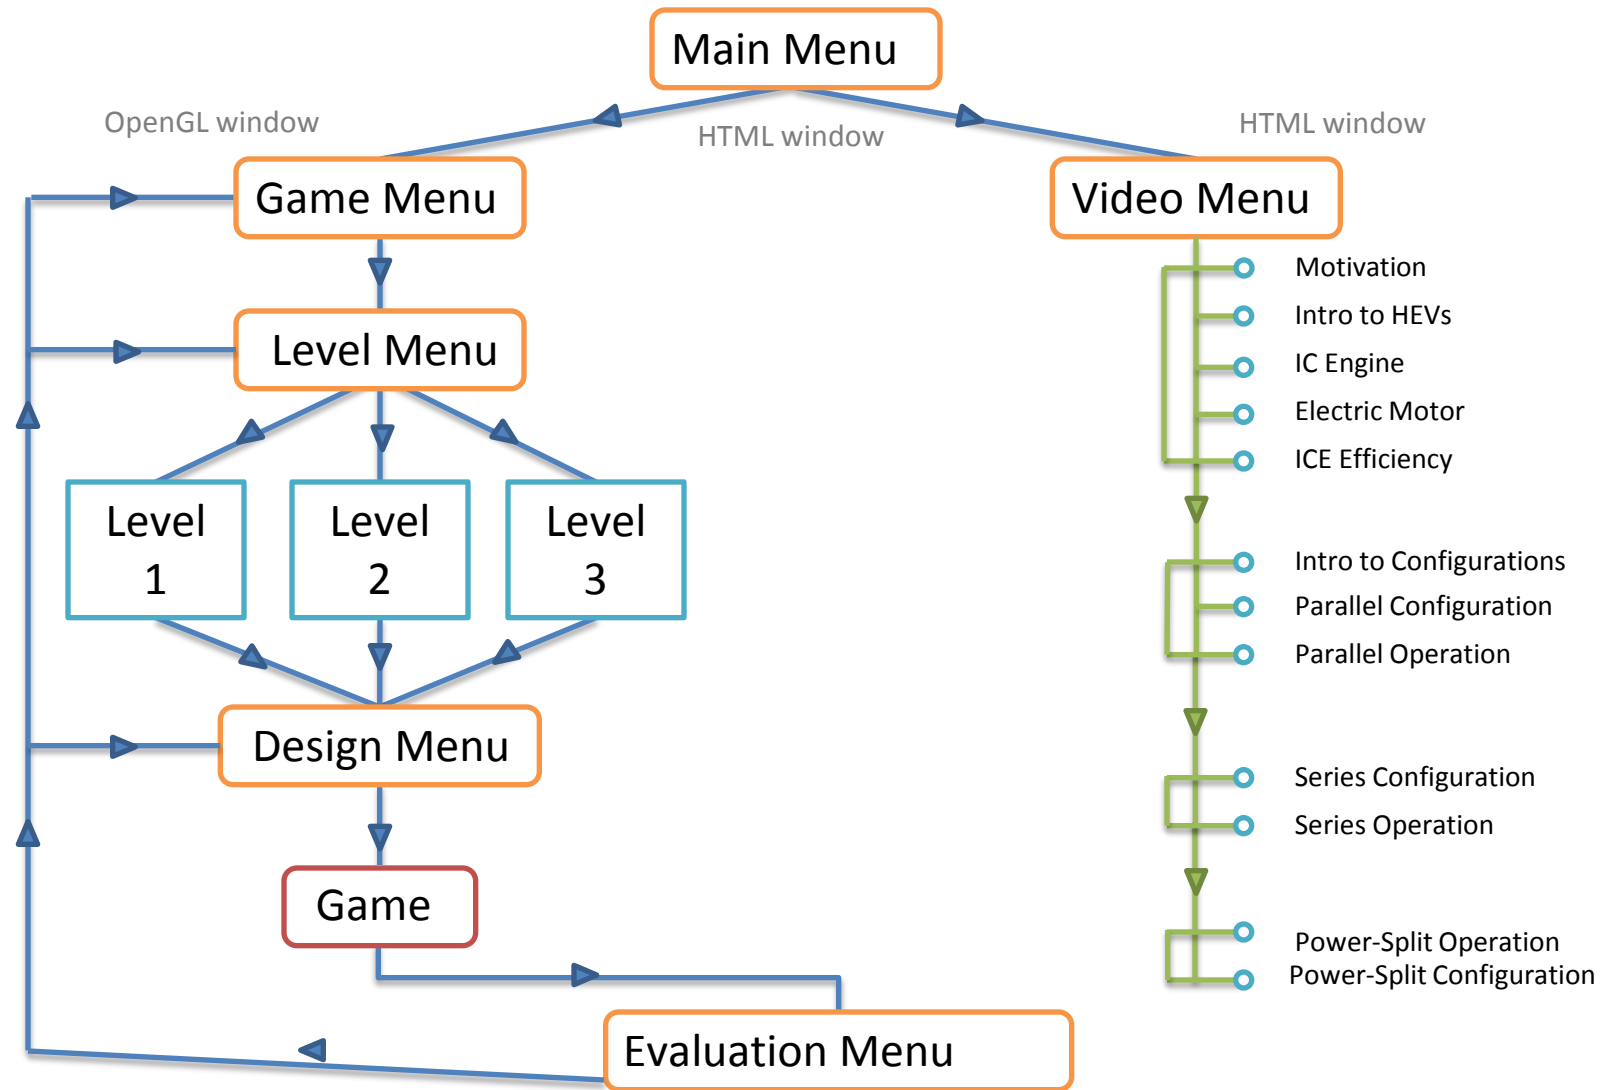 Main Menu
OpenGL window
HTML window
HTML window
Game Menu
Video Menu
Level Menu
Level
1
Level
2
Level
3
Design Menu
Game
Evaluation Menu
Motivation
Intro to HEVs
IC Engine
Electric Motor
ICE Efficiency
Intro to Configurations
Parallel Configuration
Parallel Operation
Series Configuration
Series Operation
Power-Split Operation
Power-Split Configuration